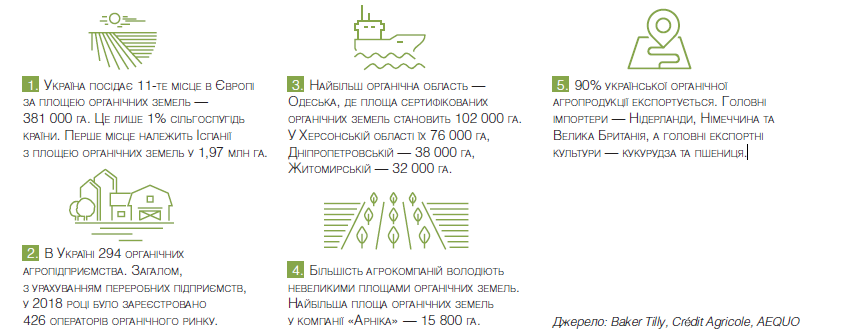 1. Україна посідає 11-те місце в Європі
за площею органічних земель —
381 000 га. Це лише 1% сільгоспугідь
країни. Перше місце належить Іспанії
з площею органічних земель у 1,97 млн га.
2. В Україні 294 органічних
агропідприємства. Загалом,
з урахуванням переробних підприємств,
у 2018 році було зареєстровано
426 операторів органічного ринку.
3. Найбільш органічна область —
Одеська, де площа сертифікованих
органічних земель становить 102 000 га.
У Херсонській області їх 76 000 га,
Дніпропетровській — 38 000 га,
Житомирській — 32 000 га.
4. Більшість агрокомпаній володіють
невеликими площами органічних земель.
Найбільша площа органічних земель
у компанії «Арніка» — 15 800 га.
5. 90% української органічної
агропродукції експортується. Головні
імпортери — Нідерланди, Німеччина та
Велика Британія, а головні експортні
культури — кукурудза та пшениця.
Джерело: Baker Tilly, Crédit Agricole, AEQUO